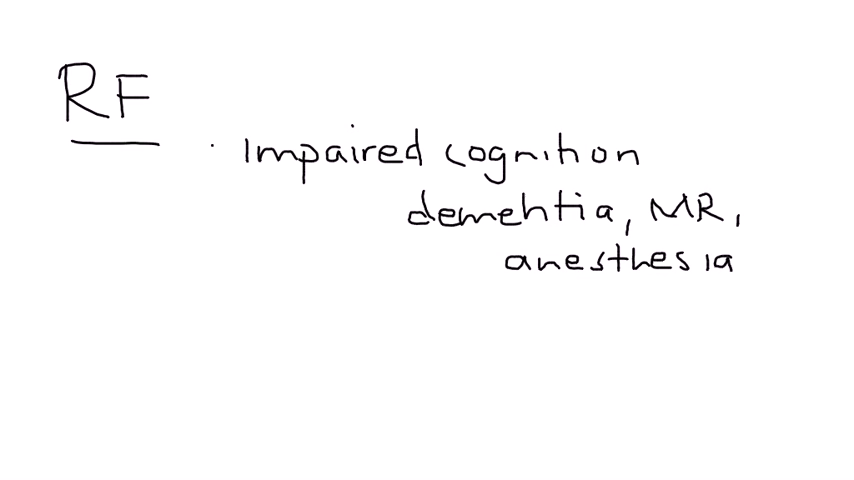 RF
· Impaired cognition
dementia, MR,
anesthesia